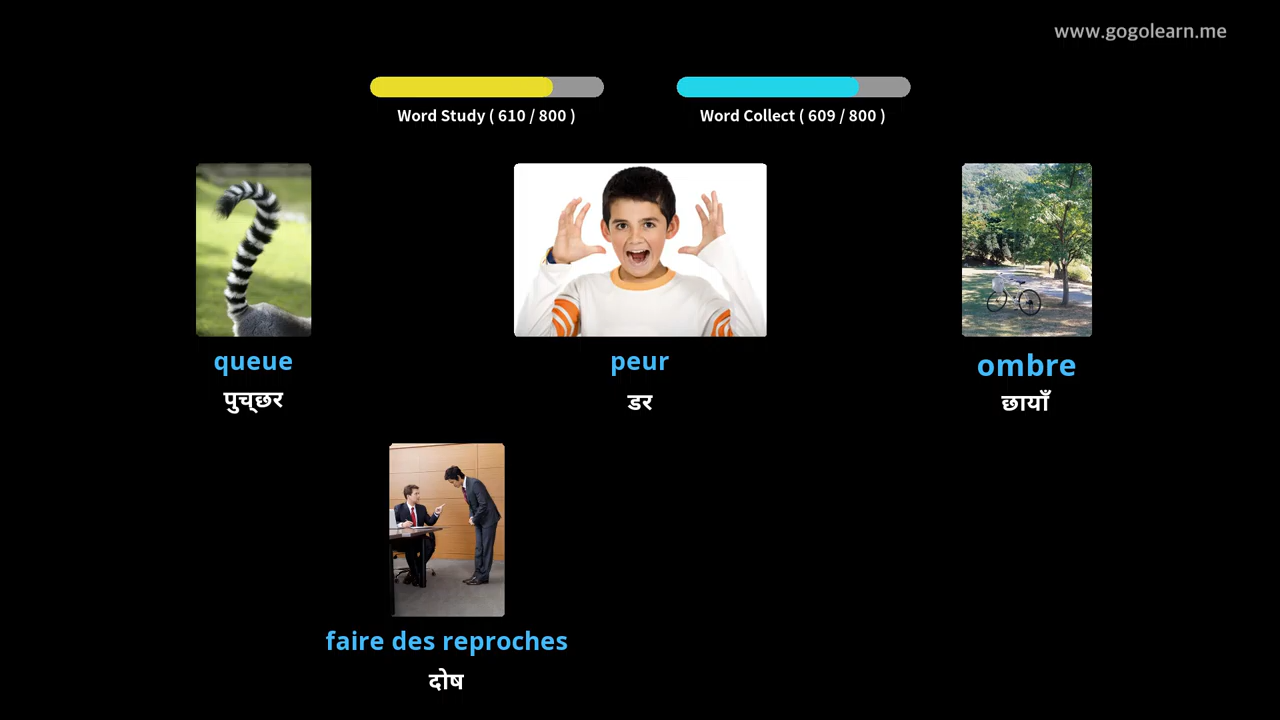 www.gogolearn.me
Word Study ( 610 / 800 )
Word Collect ( 609 / 800 )
queue
peur
ombre
पुच्छर
डर
छायाँ
faire des reproches
दोष